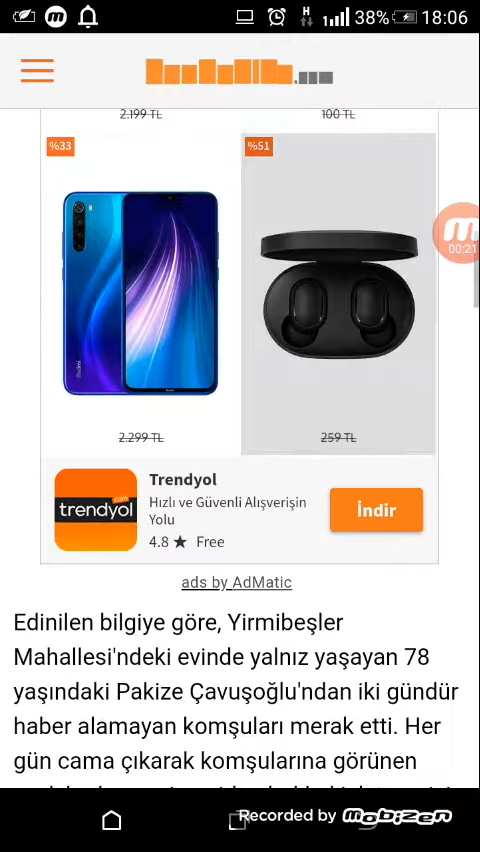 H
38%
18:06
2.199 TL
100 TL
%33
%51
00:21
Redmi
2.299 TL
259 TL
Trendyol
trendyol
.com
Hızlı ve Güvenli Alışverişin
Yolu
4.8 ★ Free
İndir
ads by AdMatic
Edinilen bilgiye göre, Yirmibeşler
Mahallesi'ndeki evinde yalnız yaşayan 78
yaşındaki Pakize Çavuşoğlu'ndan iki gündür
haber alamayan komşuları merak etti. Her
gün cama çıkarak komşularına görünen
Recorded by Mobizen